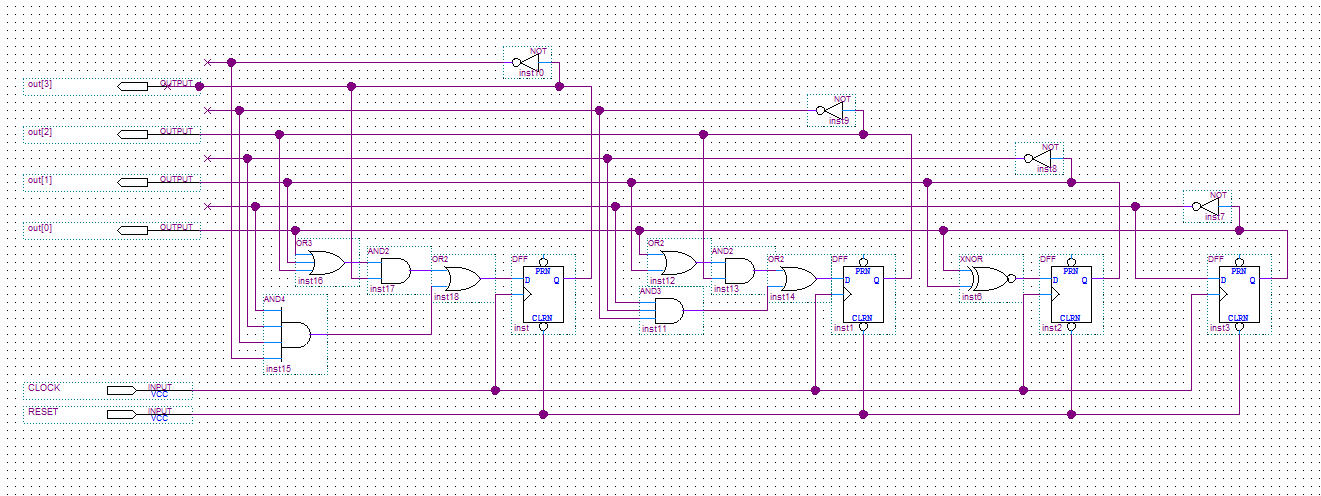 NOT
inst10
out[3]
OUTPUT
NOT
inst9
out[2]
OUTPUT
NOT
inst8
out[1]
OUTPUT
NOT
inst7
out[0]
OUTPUT
OR3
inst16
AND2
inst17
OR2
inst18
DFF
PRN
D
Q
CLRN
inst
OR2
inst12
AND2
inst13
OR2
inst14
DFF
PRN
D
Q
CLRN
inst1
XNOR
inst6
DFF
PRN
D
Q
CLRN
inst2
DFF
PRN
D
Q
CLRN
inst3
AND4
inst15
AND3
inst11
CLOCK
INPUT
VCC
RESET
INPUT
VCC